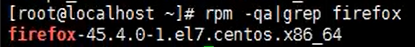 [root@localhost ~]# rpm -qa|grep firefox
firefox-45.4.0-1.el7.centos.x86_64